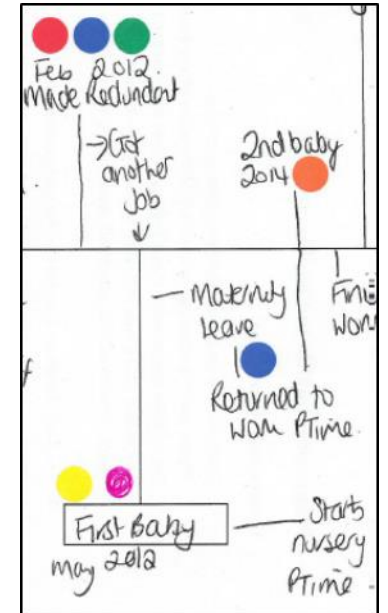 Feb 2012.
Made Redundant
→Got
another
Job
2nd baby
2014
Maternity
Leave
Returned to
Work PTime.
First Baby
May 2012
Starts
nursery
PTime